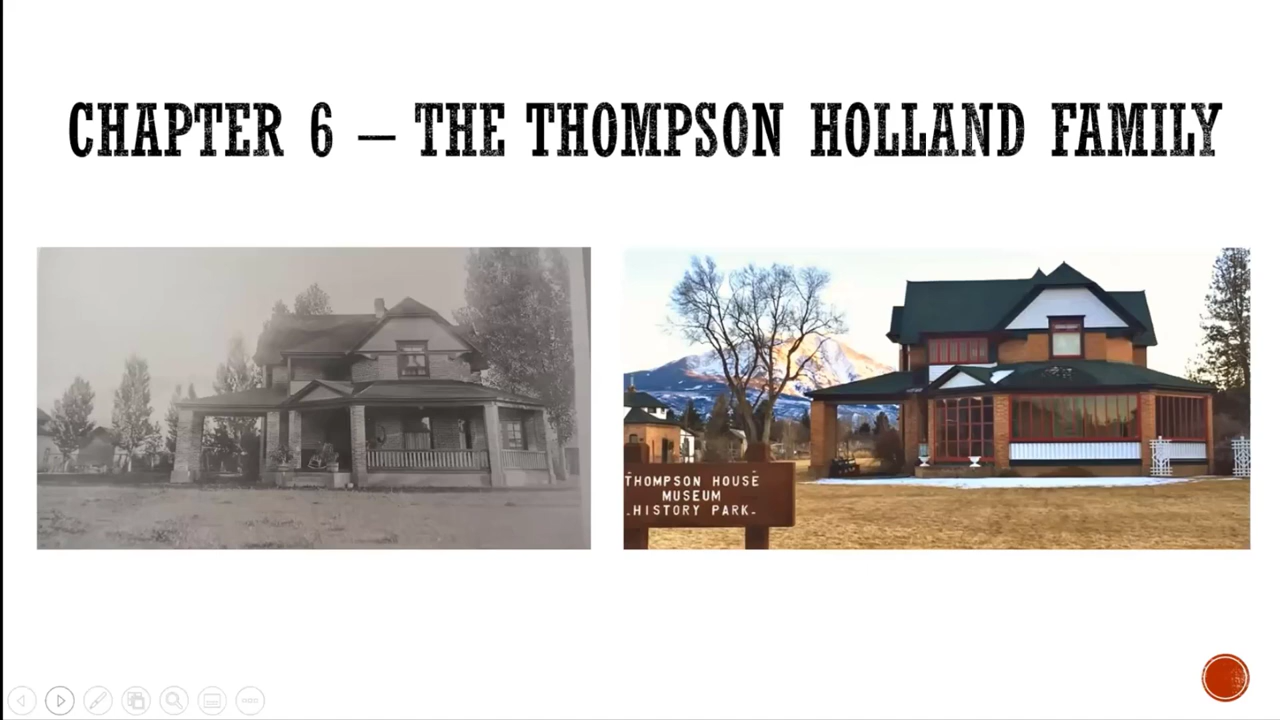 CHAPTER 6 – THE THOMPSON HOLLAND FAMILY
THOMPSON HOUSE
MUSEUM
.HISTORY PARK.